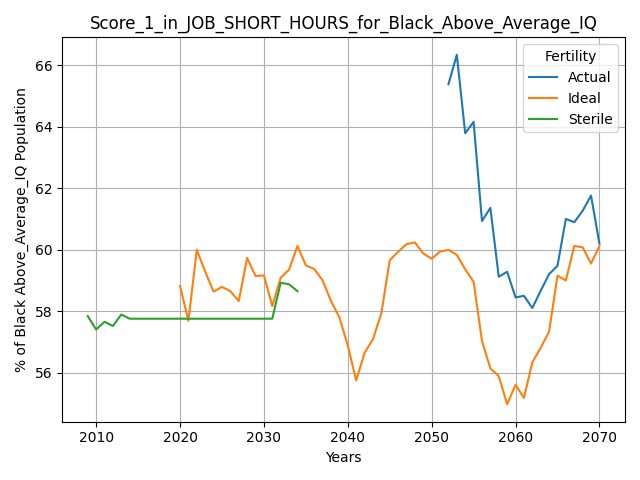 Score_1_in_JOB_SHORT_HOURS_for_Black_Above_Average_IQ
Fertility
Actual
Ideal
Sterile
% of Black Above_Average_IQ Population
66
64
62
60
58
56
2010
2020
2030
2040
2050
2060
2070
Years